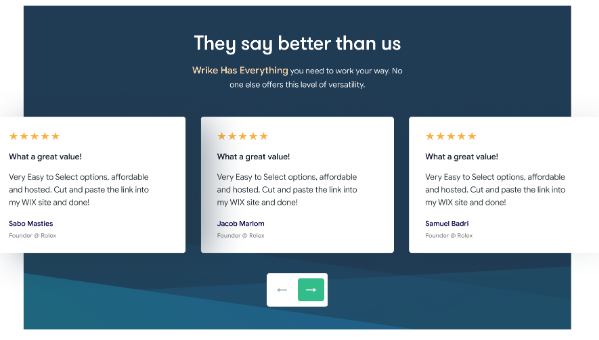 They say better than us
Wrike Has Everything you need to work your way. No
one else offers this level of versatility.
★★★★★
What a great value!
Very Easy to Select options, affordable
and hosted. Cut and paste the link into
my WIX site and done!
Sabo Masties
Founder @ Rolex
★★★★★
What a great value!
Very Easy to Select options, affordable
and hosted. Cut and paste the link into
my WIX site and done!
Jacob Marlom
Founder @ Rolex
★★★★★
What a great value!
Very Easy to Select options, affordable
and hosted. Cut and paste the link into
my WIX site and done!
Samuel Badri
Founder @ Rolex